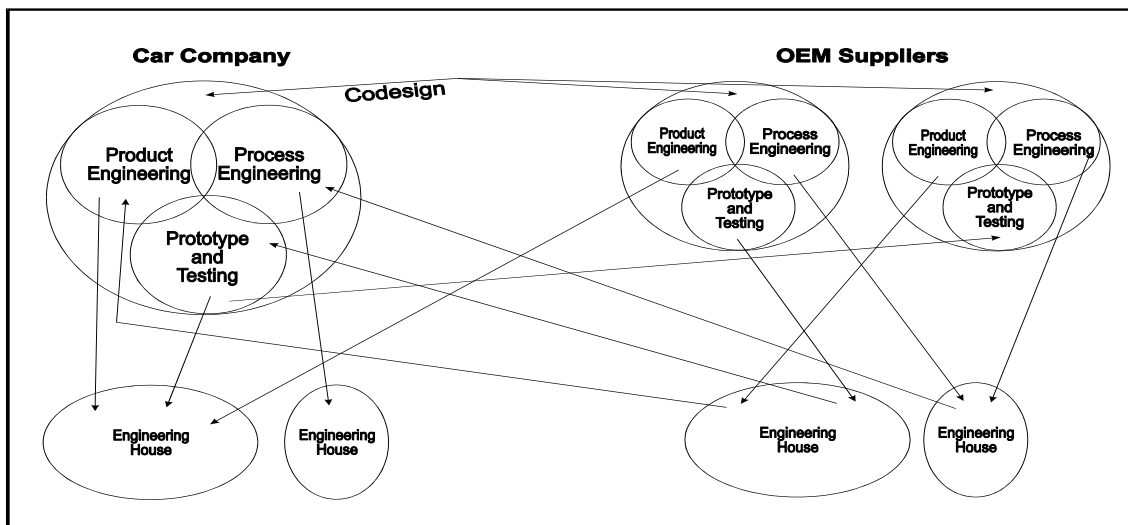 Car Company
OEM Suppliers
Codesign
Product
Engineering
Process
Engineering
Prototype
and
Testing
Product
Engineering
Process
Engineering
Prototype
and
Testing
Product
Engineering
Process
Engineering
Prototype
and
Testing
Engineering
House
Engineering
House
Engineering
House
Engineering
House